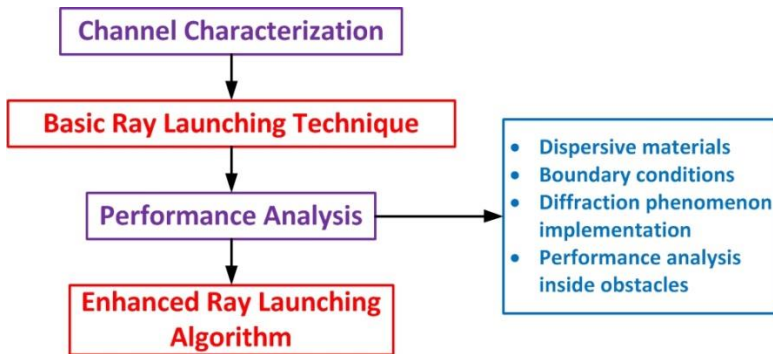 Channel Characterization
Basic Ray Launching Technique
Performance Analysis
Enhanced Ray Launching
Algorithm
• Dispersive materials
• Boundary conditions
• Diffraction phenomenon
implementation
• Performance analysis
inside obstacles